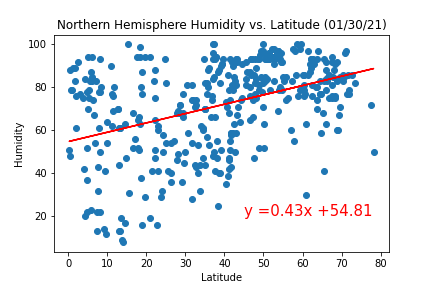 Northern Hemisphere Humidity vs. Latitude (01/30/21)
100
80
60
40
20
Humidity
y =0.43x +54.81
0 10 20 30 40 50 60 70 80
Latitude